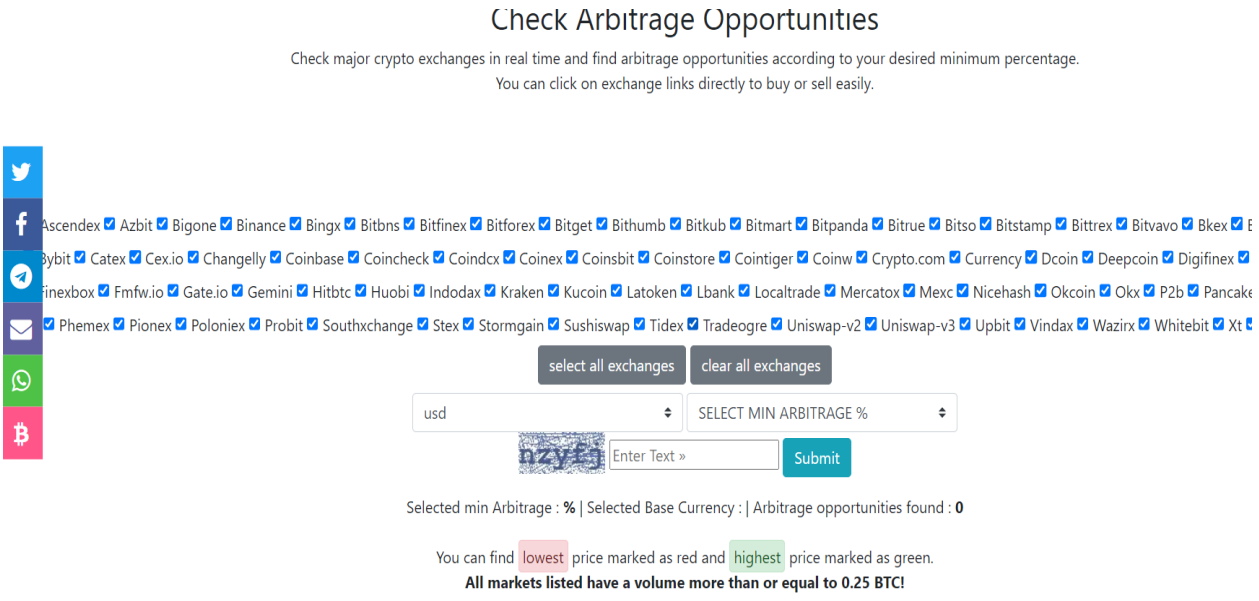 Check Arbitrage Opportunities
Check major crypto exchanges in real time and find arbitrage opportunities according to your desired minimum percentage.
You can click on exchange links directly to buy or sell easily.
Ascendex Azbit Bigone Binance Bingx Bitbns Bitfinex Bitforex Bitget Bithumb Bitkub Bitmart Bitpanda Bitrue Bitso Bitstamp Bittrex Bitvavo Bkex
Bybit Catex Cex.io Changelly Coinbase Coincheck Coindcx Coinex Coinsbit Coinstore Cointiger Coinw Crypto.com Currency Dcoin Deepcoin Digifinex
Finexbox Fmfw.io Gate.io Gemini Hitbtc Huobi Indodax Kraken Kucoin Latoken Lbank Localtrade Mercatox Mexc Nicehash Okcoin Okx P2b Pancake
Phemex Pionex Poloniex Probit Southxchange Stex Stormgain Sushiswap Tidex Tradeogre Uniswap-v2 Uniswap-v3 Upbit Vindax Wazirx Whitebit Xt
select all exchanges clear all exchanges
usd SELECT MIN ARBITRAGE %
nzyfj Enter Text » Submit
Selected min Arbitrage : % | Selected Base Currency : | Arbitrage opportunities found : 0
You can find lowest price marked as red and highest price marked as green.
All markets listed have a volume more than or equal to 0.25 BTC!